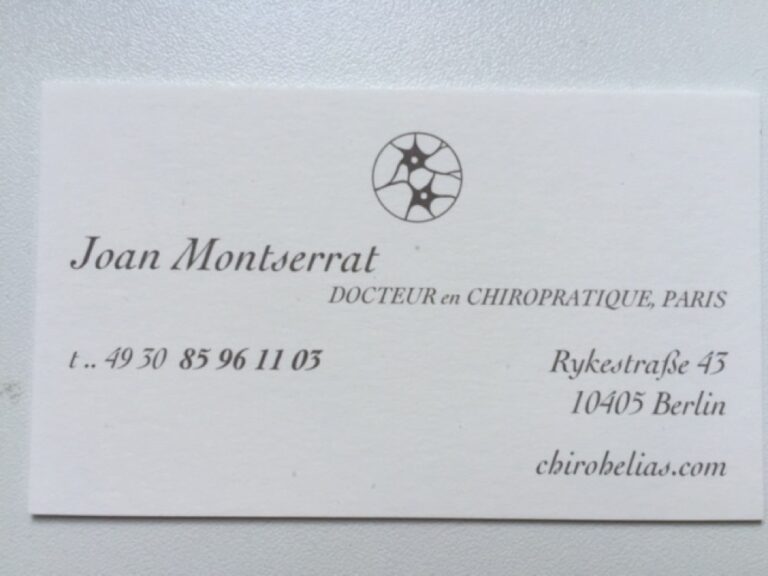 Joan Montserrat
DOCTEUR en CHIROPRATIQUE, PARIS
t .. 49 30 85 96 11 03
Rykestraße 43
10405 Berlin
chirohelias.com